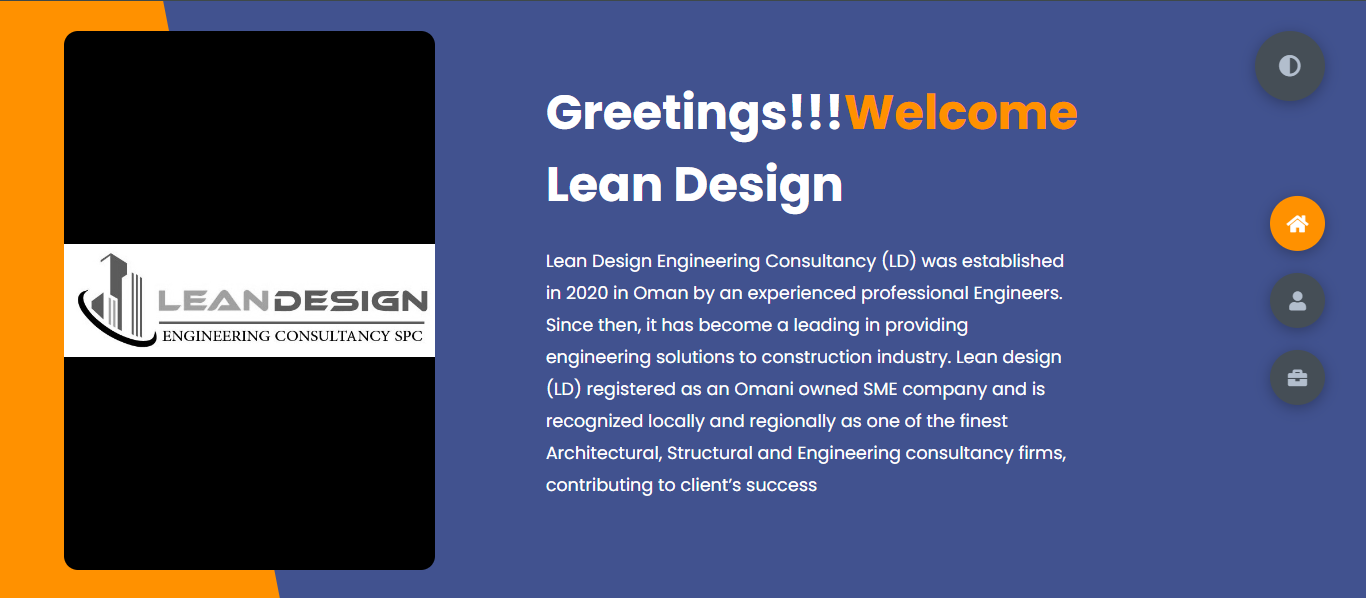 LEANDESIGN
ENGINEERING CONSULTANCY SPC
Greetings!!!Welcome
Lean Design
Lean Design Engineering Consultancy (LD) was established
in 2020 in Oman by an experienced professional Engineers.
Since then, it has become a leading in providing
engineering solutions to construction industry. Lean design
(LD) registered as an Omani owned SME company and is
recognized locally and regionally as one of the finest
Architectural, Structural and Engineering consultancy firms,
contributing to client’s success